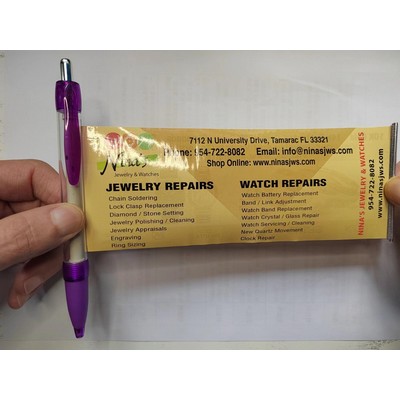 Nina's
Jewelry & Watches
7112 N University Drive, Tamarac FL 33321
Phone: 954-722-8082 Email: info@ninasjws.com
Shop Online: www.ninasjws.com
JEWELRY REPAIRS
Chain Soldering
Lock Clasp Replacement
Diamond / Stone Setting
Jewelry Polishing / Cleaning
Jewelry Appraisals
Engraving
Ring Sizing
WATCH REPAIRS
Watch Battery Replacement
Band / Link Adjustment
Watch Band Replacement
Watch Crystal / Glass Repair
Watch Servicing / Cleaning
New Quartz Movement
Clock Repair
NINA'S JEWELRY & WATCHES
954-722-8082
www.ninasjws.com